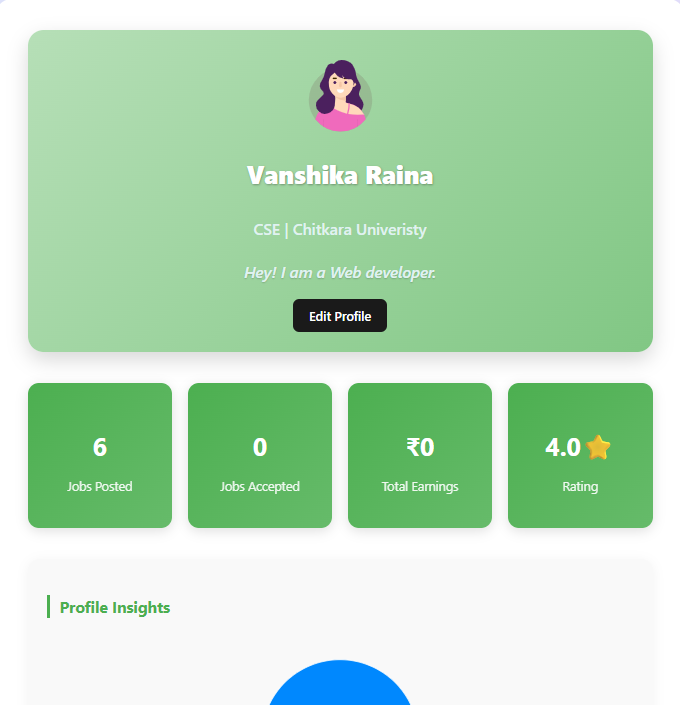 Vanshika Raina
CSE | Chitkara Univeristy
Hey! I am a Web developer.
Edit Profile
6
Jobs Posted
0
Jobs Accepted
₹0
Total Earnings
4.0 ⭐
Rating
Profile Insights